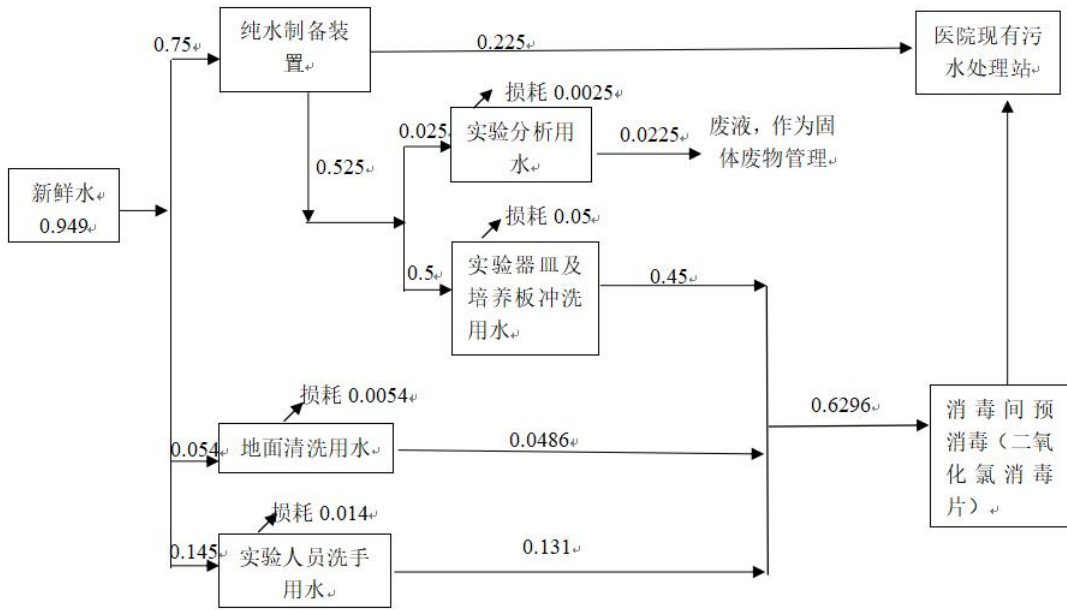 0.75
纯水制备装
置
0.225
医院现有污
水处理站
损耗 0.0025
0.025
实验分析用
水
0.0225
废液，作为固
体废物管理
0.525
新鲜水
0.949
损耗 0.05
0.5
实验器皿及
培养板冲洗
用水
0.45
损耗 0.0054
0.054
地面清洗用水
0.0486
0.6296
消毒间预
消毒（二氧
化氯消毒
片）
损耗 0.014
0.145
实验人员洗手
用水
0.131